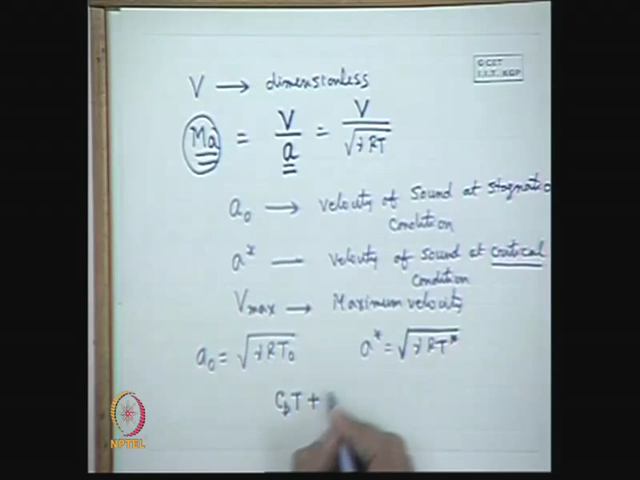 G CET
I.I.T. KGP
V → dimensionless
Ma = V/a = V/√γRT
a₀ → velocity of sound at stagnation
condition
a* — velocity of sound at critical
condition
Vmax → Maximum velocity
a₀ = √γRT₀ a* = √γRT*
CpT +
NPTEL